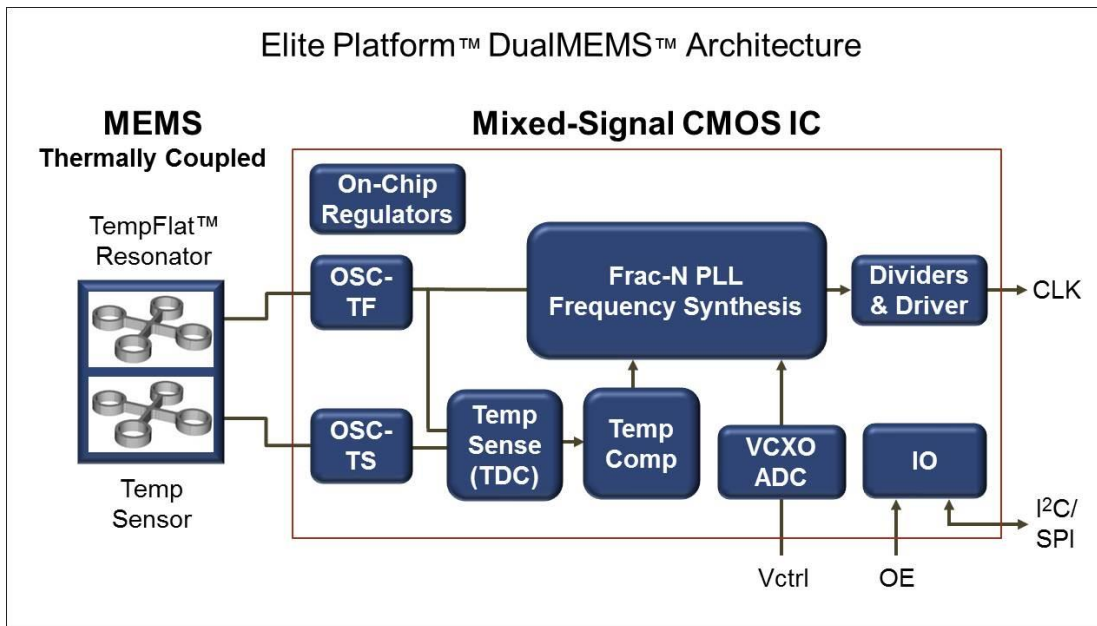 Elite Platform™ DualMEMS™ Architecture
MEMS
Thermally Coupled
Mixed-Signal CMOS IC
TempFlat™
Resonator
Temp
Sensor
On-Chip
Regulators
OSC-
TF
OSC-
TS
Temp
Sense
(TDC)
Temp
Comp
Frac-N PLL
Frequency Synthesis
VCXO
ADC
Dividers
& Driver
IO
CLK
I²C/
SPI
Vctrl
OE